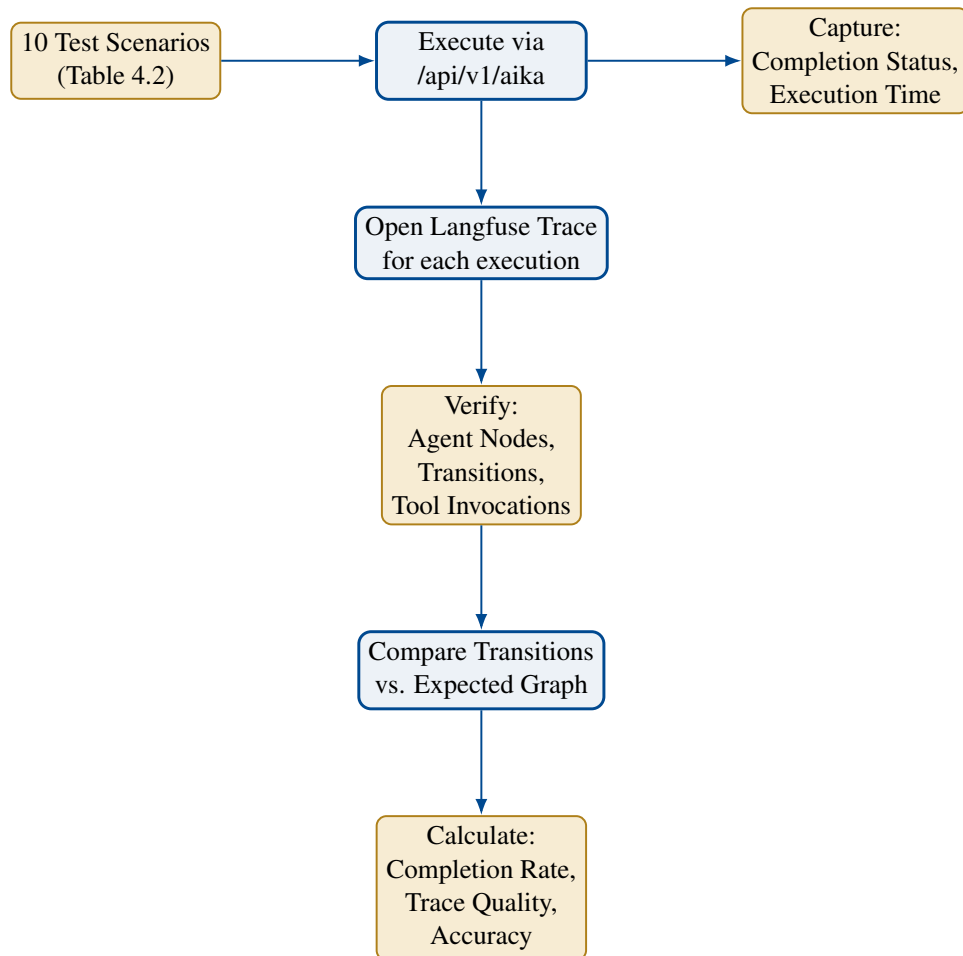 10 Test Scenarios
(Table 4.2)
Execute via
/api/v1/aika
Capture:
Completion Status,
Execution Time
Open Langfuse Trace
for each execution
Verify:
Agent Nodes,
Transitions,
Tool Invocations
Compare Transitions
vs. Expected Graph
Calculate:
Completion Rate,
Trace Quality,
Accuracy